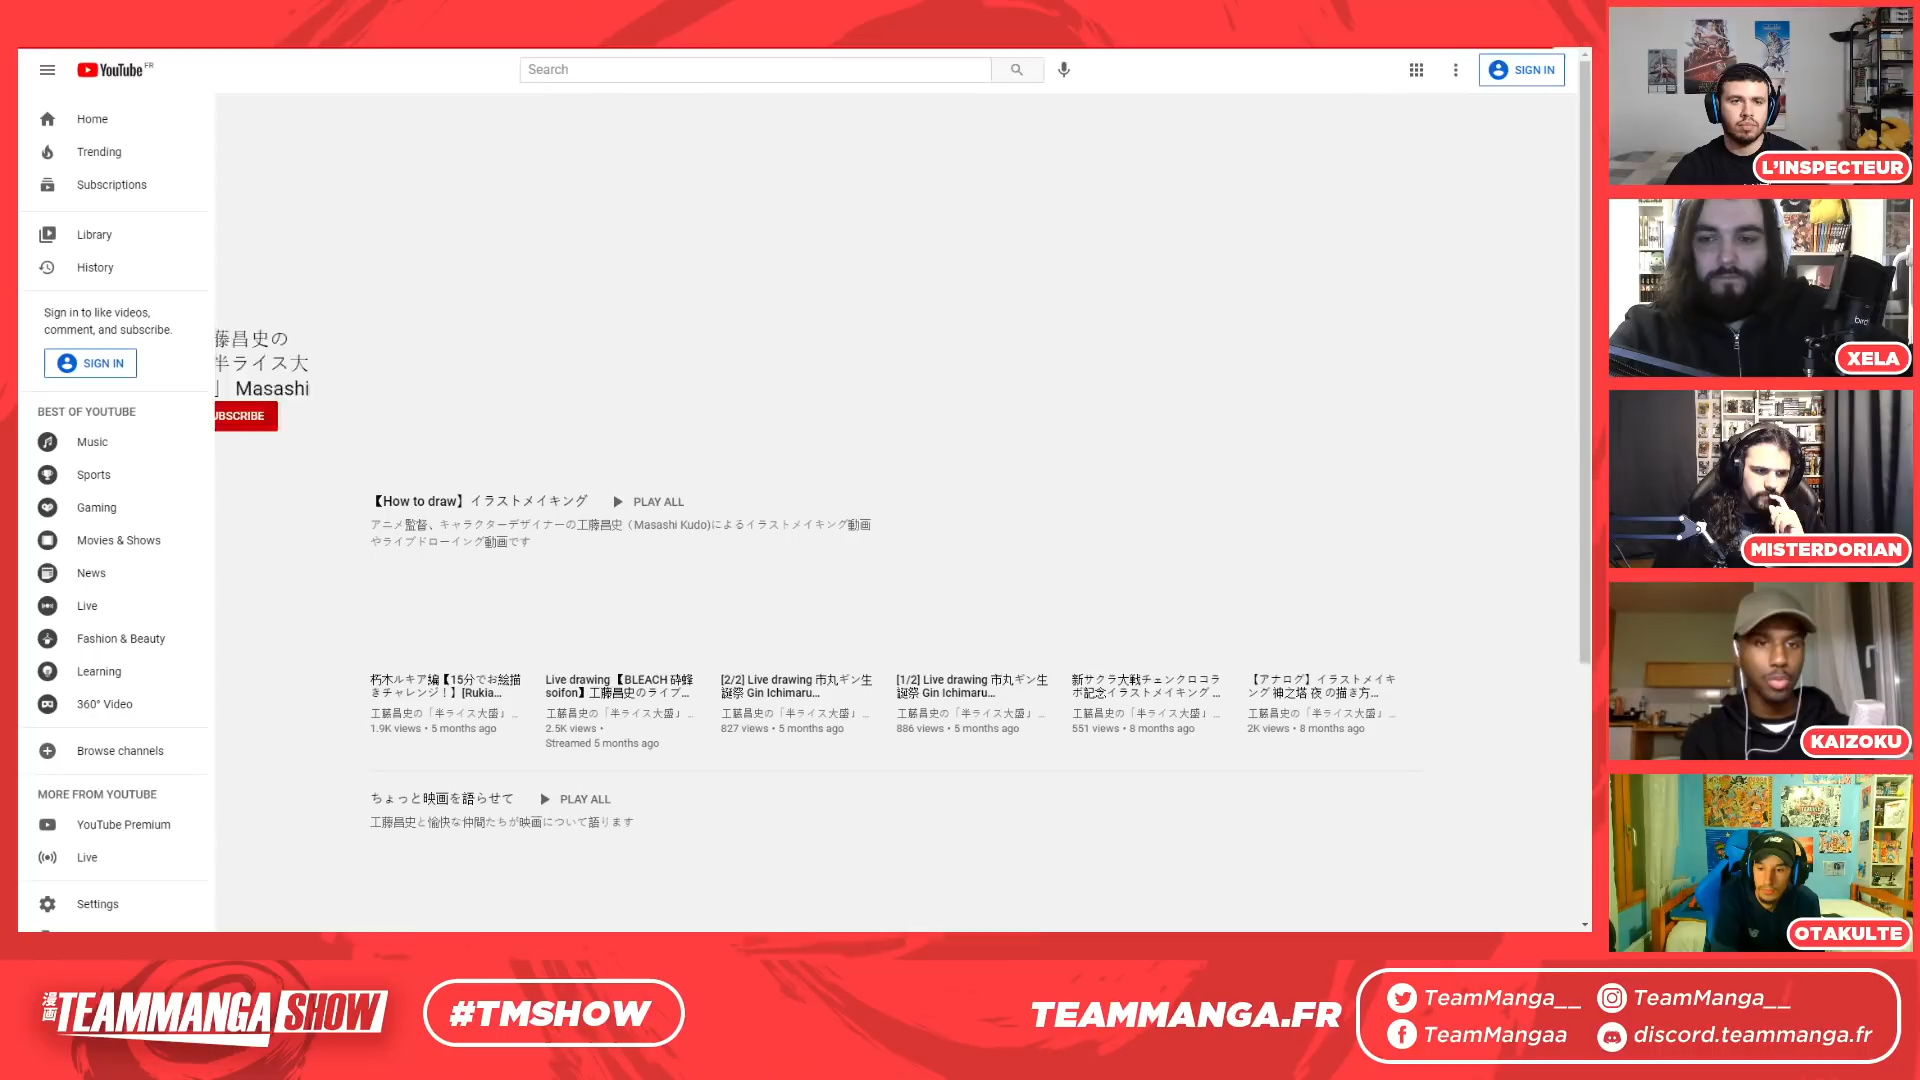 YouTube FR
Search
SIGN IN
Home
Trending
Subscriptions
Library
History
Sign in to like videos,
comment, and subscribe.
SIGN IN
BEST OF YOUTUBE
Music
Sports
Gaming
Movies & Shows
News
Live
Fashion & Beauty
Learning
360° Video
Browse channels
MORE FROM YOUTUBE
YouTube Premium
Live
Settings
藤昌史の
半ライス大
」 Masashi
UBSCRIBE
【How to draw】イラストメイキング
PLAY ALL
アニメ監督、キャラクターデザイナーの工藤昌史（Masashi Kudo)によるイラストメイキング動画
やライブドローイング動画です
朽木ルキア編【15分でお絵描
きチャレンジ！】[Rukia...
工藤昌史の「半ライス大盛」 ...
1.9K views • 5 months ago
Live drawing 【BLEACH 砕蜂
soifon】工藤昌史のライブ...
工藤昌史の「半ライス大盛」 ...
2.5K views •
Streamed 5 months ago
[2/2] Live drawing 市丸ギン生
誕祭 Gin Ichimaru...
工藤昌史の「半ライス大盛」 ...
827 views • 5 months ago
[1/2] Live drawing 市丸ギン生
誕祭 Gin Ichimaru...
工藤昌史の「半ライス大盛」 ...
886 views • 5 months ago
新サクラ大戦チェンクロコラ
ボ記念イラストメイキング ...
工藤昌史の「半ライス大盛」 ...
551 views • 8 months ago
【アナログ】イラストメイキ
ング 神之塔 夜 の描き方...
工藤昌史の「半ライス大盛」 ...
2K views • 8 months ago
ちょっと映画を語らせて
PLAY ALL
工藤昌史と愉快な仲間たちが映画について語ります
L'INSPECTEUR
XELA
bird
MISTERDORIAN
KAIZOKU
OTAKULTE
漫画 TEAMMANGA SHOW
#TMSHOW
TEAMMANGA.FR
TeamManga__
TeamManga__
TeamMangaa
discord.teammanga.fr